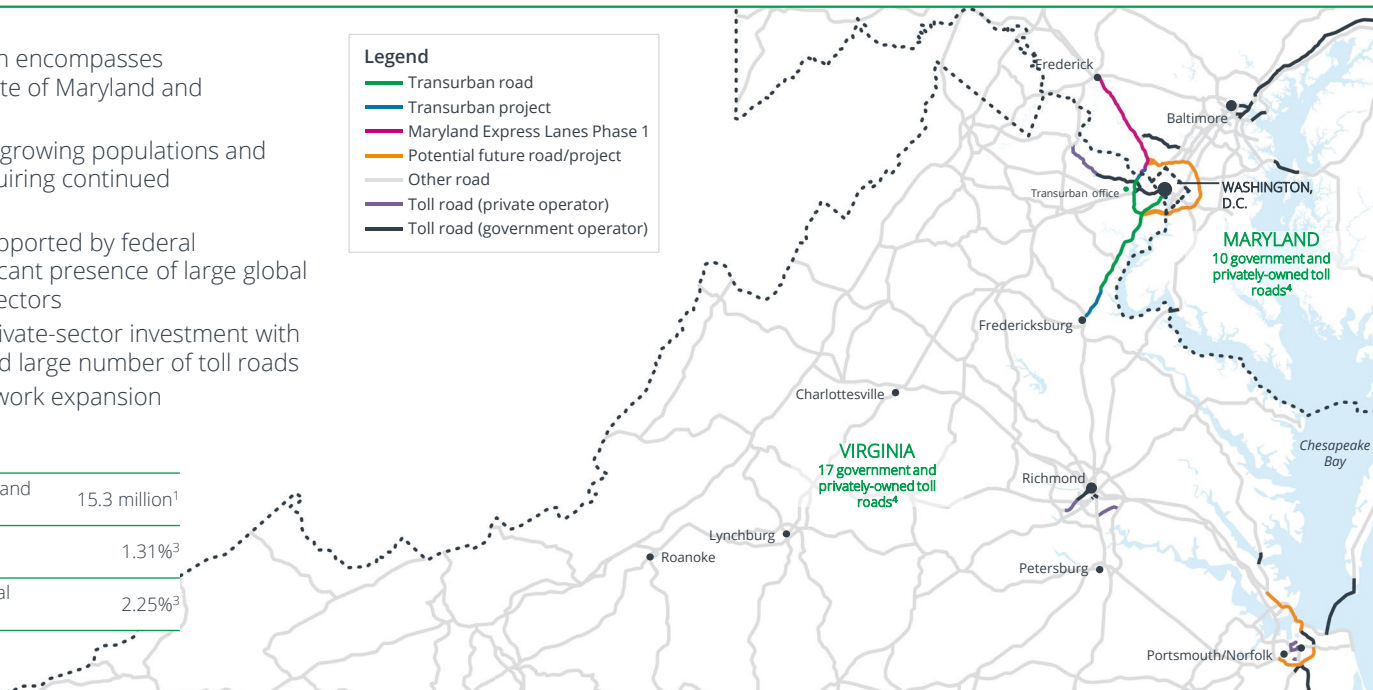 n encompasses
te of Maryland and
growing populations and
uiring continued
pported by federal
cant presence of large global
ectors
ivate-sector investment with
d large number of toll roads
work expansion
and
15.3 million¹
1.31%³
al
2.25%³
Legend
Transurban road
Transurban project
Maryland Express Lanes Phase 1
Potential future road/project
Other road
Toll road (private operator)
Toll road (government operator)
Frederick
Baltimore
Transurban office
WASHINGTON,
D.C.
MARYLAND
10 government and
privately-owned toll
roads⁴
Fredericksburg
Charlottesville
Chesapeake
Bay
VIRGINIA
17 government and
privately-owned toll
roads⁴
Richmond
Lynchburg
Roanoke
Petersburg
Portsmouth/Norfolk